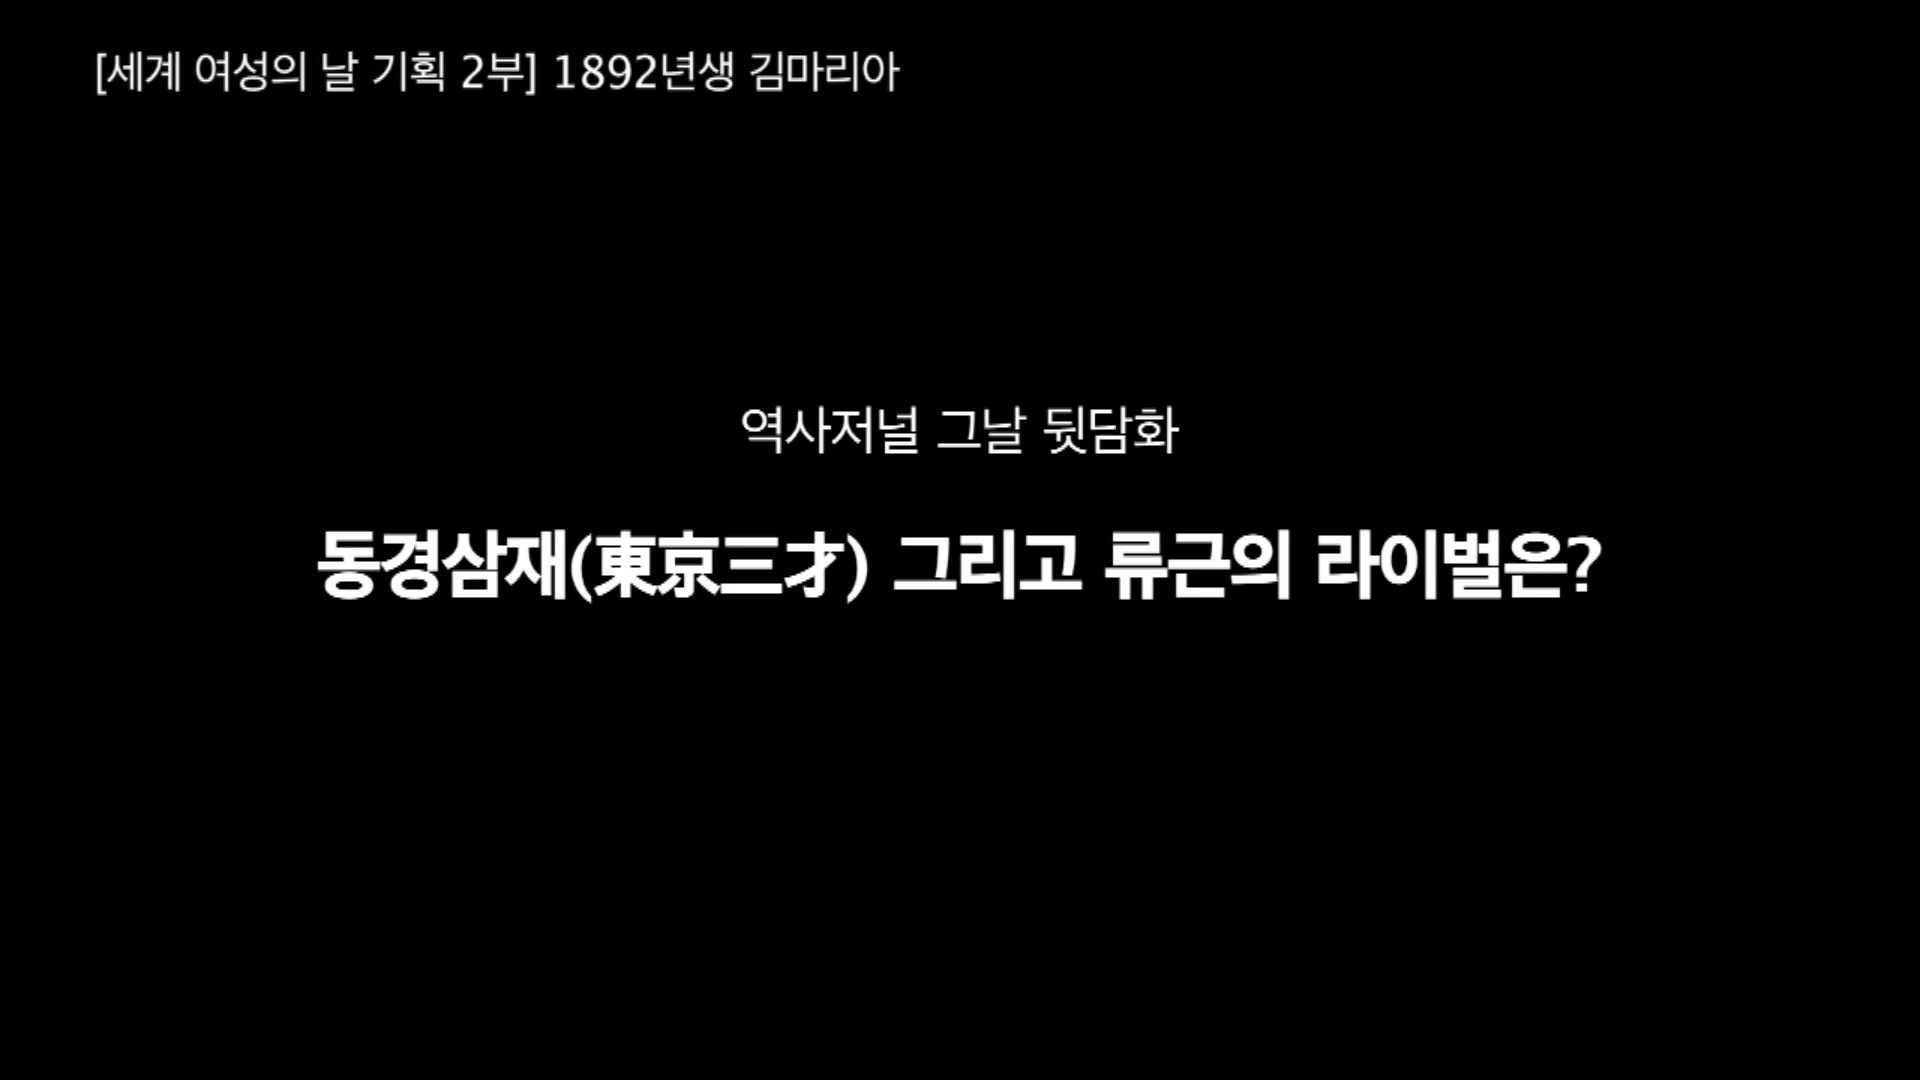 [세계 여성의 날 기획 2부] 1892년생 김마리아
역사저널 그날 뒷담화
동경삼재(東京三才) 그리고 류근의 라이벌은?